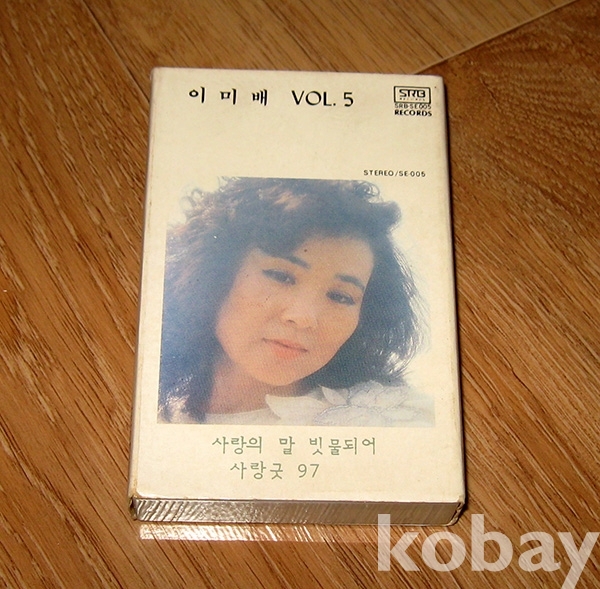 이미배 VOL. 5
SRB
RECORDS
SRB-SE005
RECORDS
STEREO/SE-005
사랑의 말 빗물되어
사랑굿 97
kobay